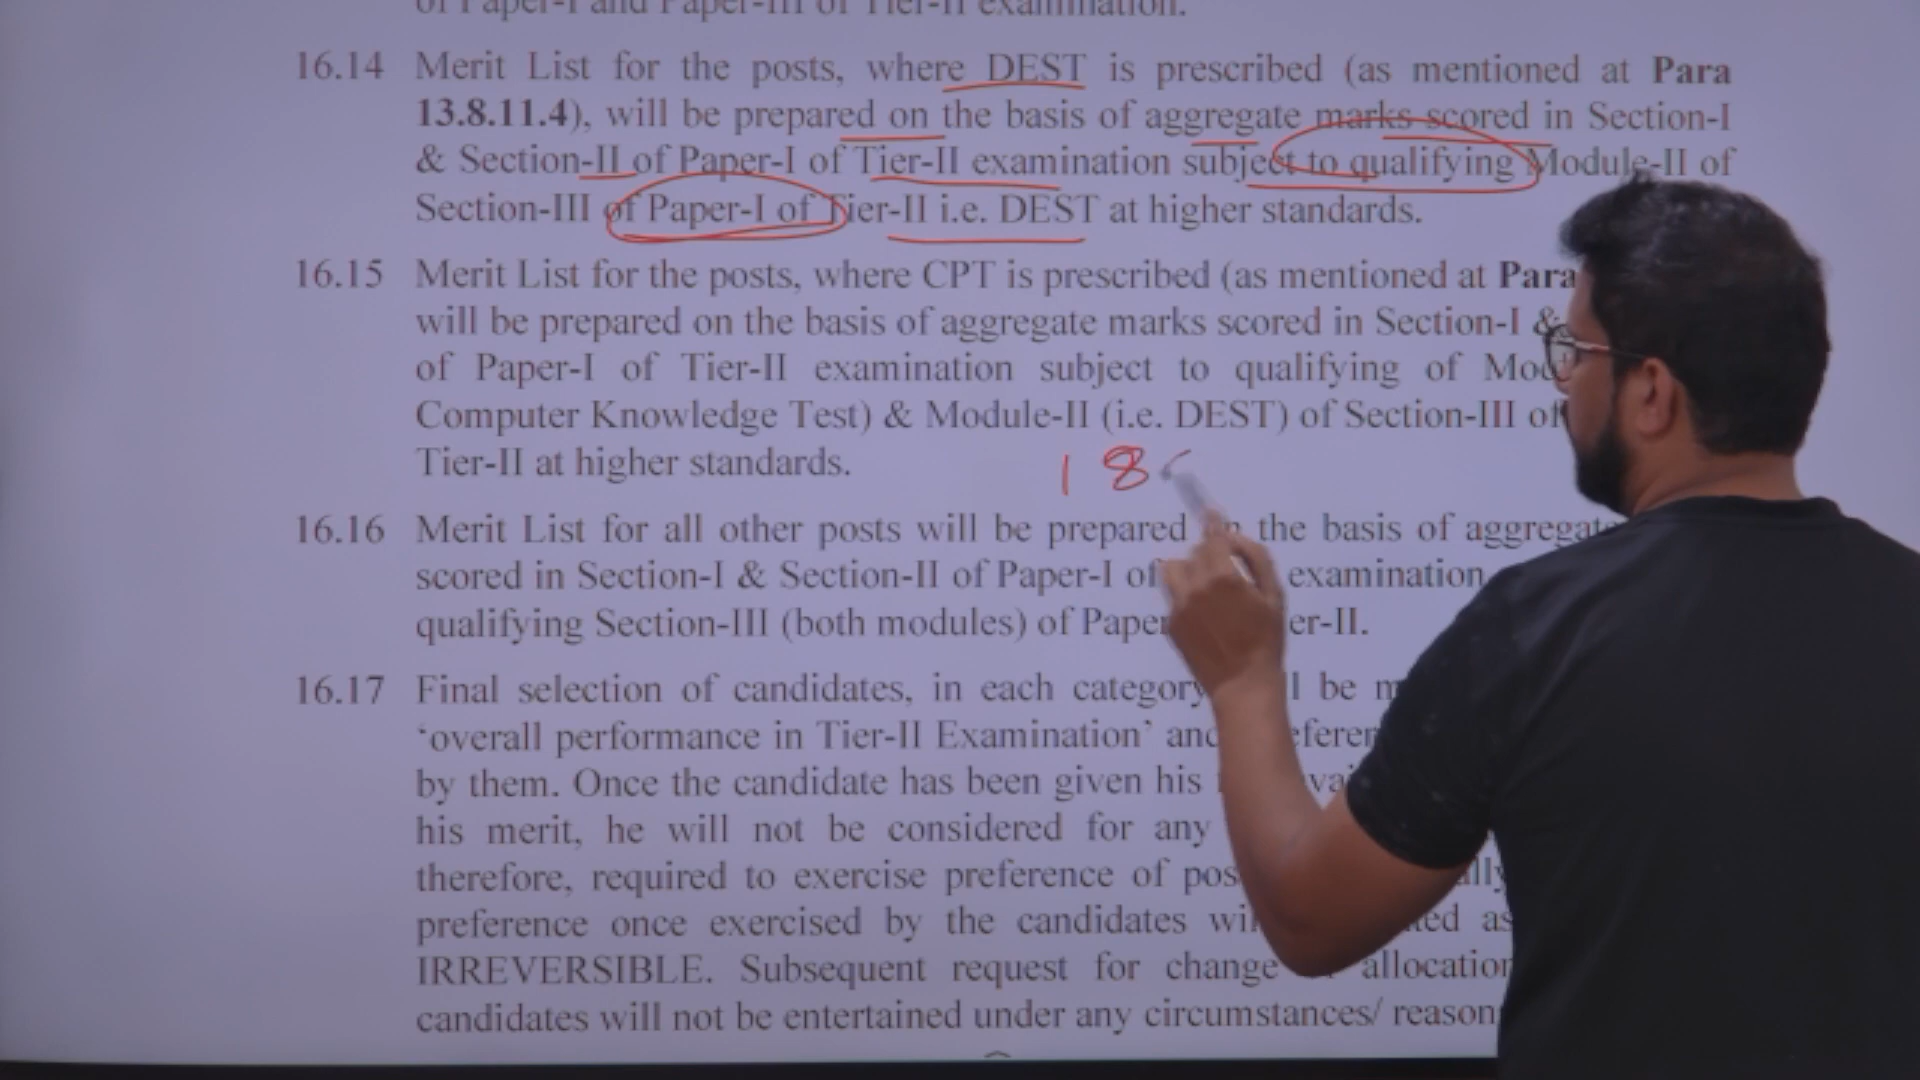 of Paper-I and Paper-III of Tier-II examination.
16.14 Merit List for the posts, where DEST is prescribed (as mentioned at Para
13.8.11.4), will be prepared on the basis of aggregate marks scored in Section-I
& Section-II of Paper-I of Tier-II examination subject to qualifying Module-II of
Section-III of Paper-I of Tier-II i.e. DEST at higher standards.
16.15 Merit List for the posts, where CPT is prescribed (as mentioned at Para
will be prepared on the basis of aggregate marks scored in Section-I &
of Paper-I of Tier-II examination subject to qualifying of
Computer Knowledge Test) & Module-II (i.e. DEST) of Section-III of
Tier-II at higher standards.
18
16.16 Merit List for all other posts will be prepared the basis of
scored in Section-I & Section-II of Paper-I of examination
qualifying Section-III (both modules) of
16.17 Final selection of candidates, in each category be
‘overall performance in Tier-II Examination’
by them. Once the candidate has been given his
his merit, he will not be considered for any
therefore, required to exercise preference of
preference once exercised by the candidates as
IRREVERSIBLE. Subsequent request for change allocation
candidates will not be entertained under any circumstances/